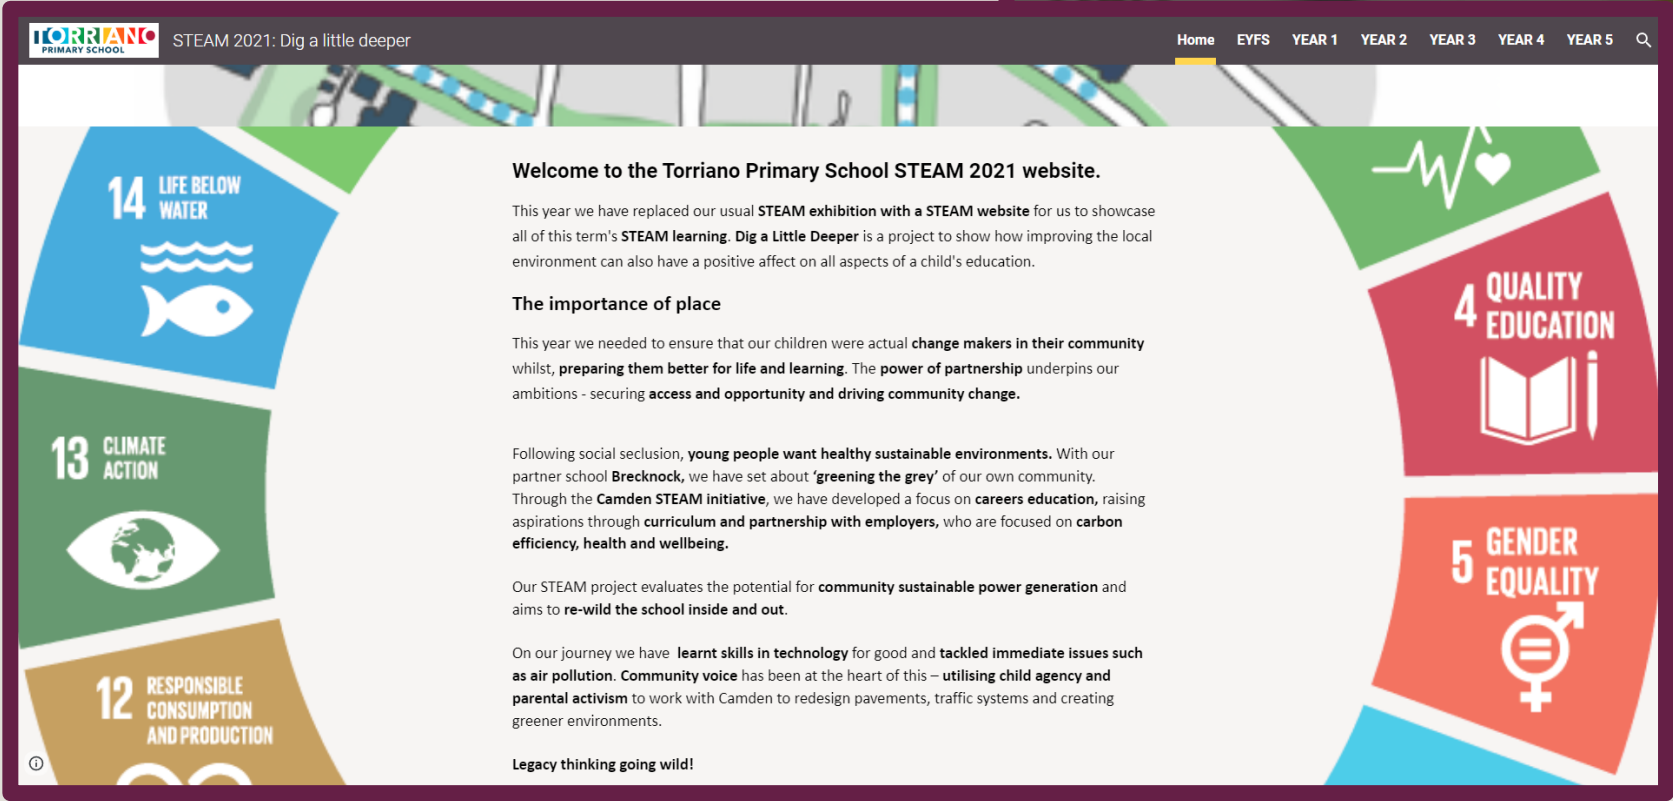 TORRIANO
PRIMARY SCHOOL
STEAM 2021: Dig a little deeper
Home EYFS YEAR 1 YEAR 2 YEAR 3 YEAR 4 YEAR 5
14 LIFE BELOW
WATER
13 CLIMATE
ACTION
12 RESPONSIBLE
CONSUMPTION
AND PRODUCTION
Welcome to the Torriano Primary School STEAM 2021 website.
This year we have replaced our usual STEAM exhibition with a STEAM website for us to showcase
all of this term's STEAM learning. Dig a Little Deeper is a project to show how improving the local
environment can also have a positive affect on all aspects of a child's education.
The importance of place
This year we needed to ensure that our children were actual change makers in their community
whilst, preparing them better for life and learning. The power of partnership underpins our
ambitions - securing access and opportunity and driving community change.
Following social seclusion, young people want healthy sustainable environments. With our
partner school Brecknock, we have set about ‘greening the grey’ of our own community.
Through the Camden STEAM initiative, we have developed a focus on careers education, raising
aspirations through curriculum and partnership with employers, who are focused on carbon
efficiency, health and wellbeing.
Our STEAM project evaluates the potential for community sustainable power generation and
aims to re-wild the school inside and out.
On our journey we have  learnt skills in technology for good and tackled immediate issues such
as air pollution. Community voice has been at the heart of this – utilising child agency and
parental activism to work with Camden to redesign pavements, traffic systems and creating
greener environments.
Legacy thinking going wild!
4 QUALITY
EDUCATION
5 GENDER
EQUALITY